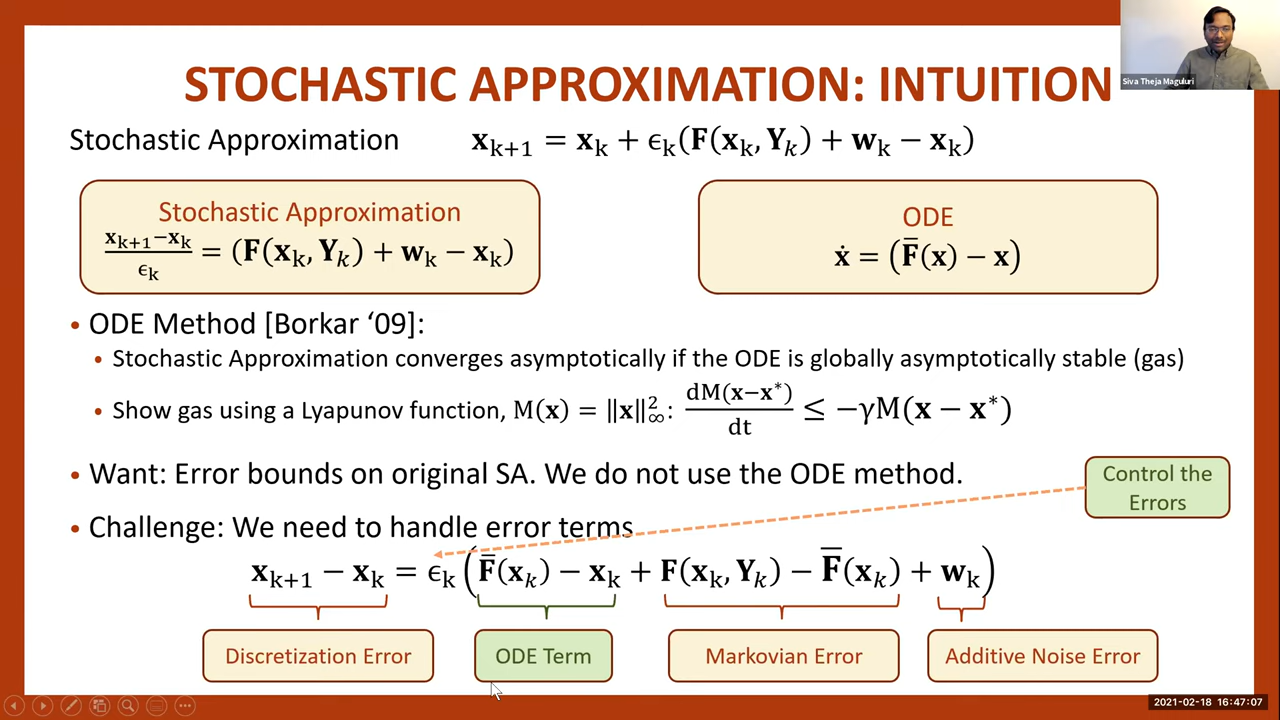 STOCHASTIC APPROXIMATION: INTUITION
Siva Theja Maguluri
Stochastic Approximation x_{k+1} = x_k + ϵ_k(F(x_k, Y_k) + w_k − x_k)
Stochastic Approximation
\frac{x_{k+1}−x_k}{ϵ_k} = (F(x_k, Y_k) + w_k − x_k)
ODE
ẋ = (F̄(x) − x)
• ODE Method [Borkar ‘09]:
• Stochastic Approximation converges asymptotically if the ODE is globally asymptotically stable (gas)
• Show gas using a Lyapunov function, M(x) = ‖x‖²_∞: \frac{dM(x−x*)}{dt} ≤ −γM(x − x*)
• Want: Error bounds on original SA. We do not use the ODE method.
Control the
Errors
• Challenge: We need to handle error terms
x_{k+1} − x_k = ϵ_k(F̄(x_k) − x_k + F(x_k, Y_k) − F̄(x_k) + w_k)
Discretization Error
ODE Term
Markovian Error
Additive Noise Error
2021-02-18 16:47:07